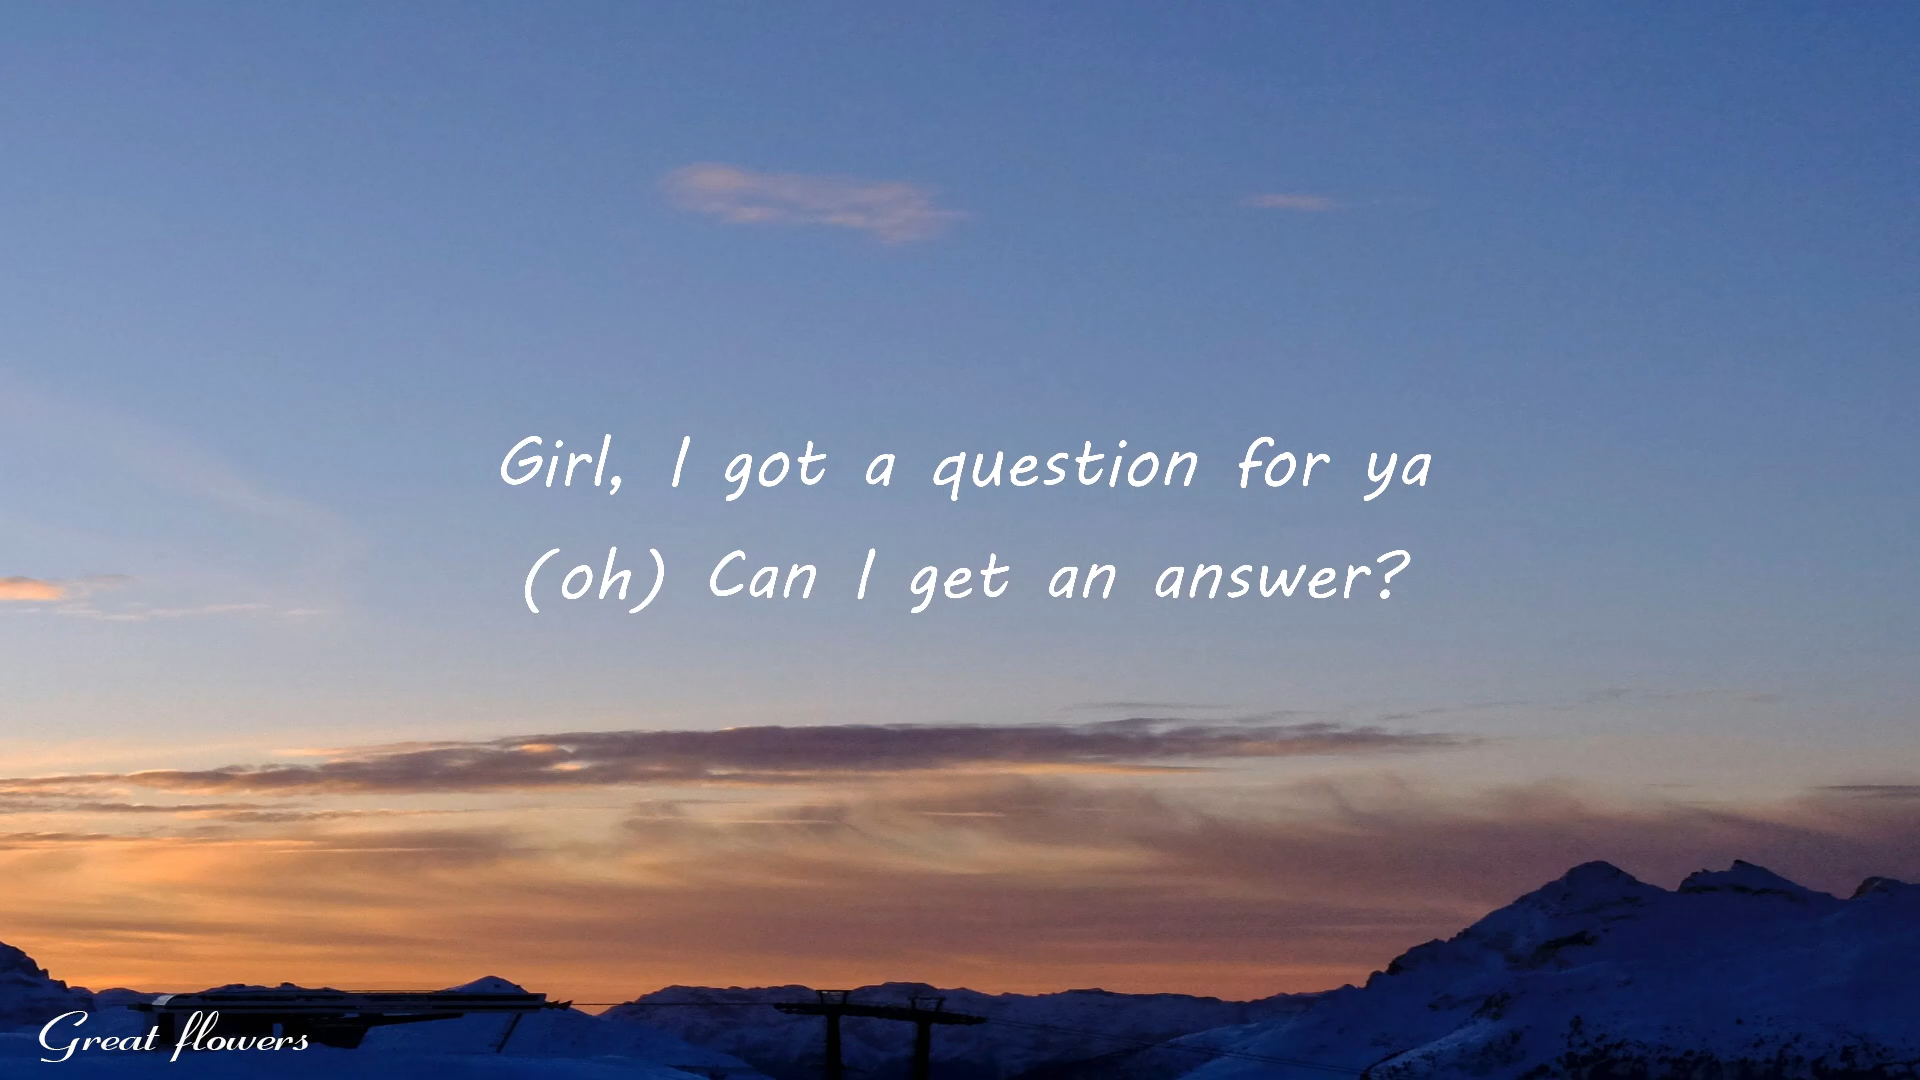 Girl, I got a question for ya
(oh) Can I get an answer?
Great flowers